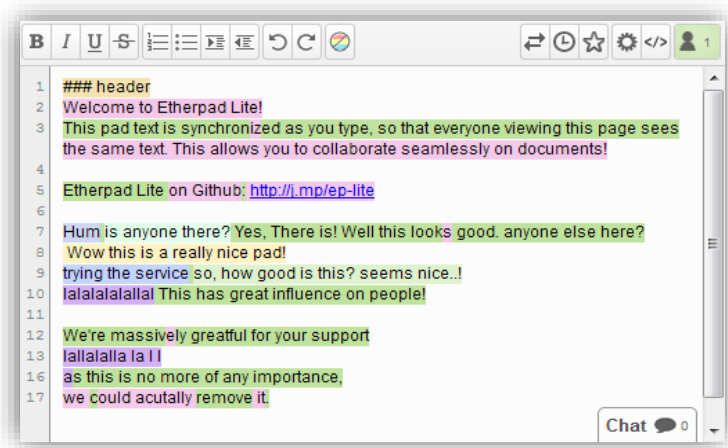 B I U S 1
1 ### header
2 Welcome to Etherpad Lite!
3 This pad text is synchronized as you type, so that everyone viewing this page sees
the same text. This allows you to collaborate seamlessly on documents!
4
5 Etherpad Lite on Github: http://j.mp/ep-lite
6
7 Hum is anyone there? Yes, There is! Well this looks good. anyone else here?
8 Wow this is a really nice pad!
9 trying the service so, how good is this? seems nice..!
10 lalalalalallal This has great influence on people!
11
12 We're massively greatful for your support
13 lallalalla la l l
16 as this is no more of any importance,
17 we could acutally remove it.
Chat 0